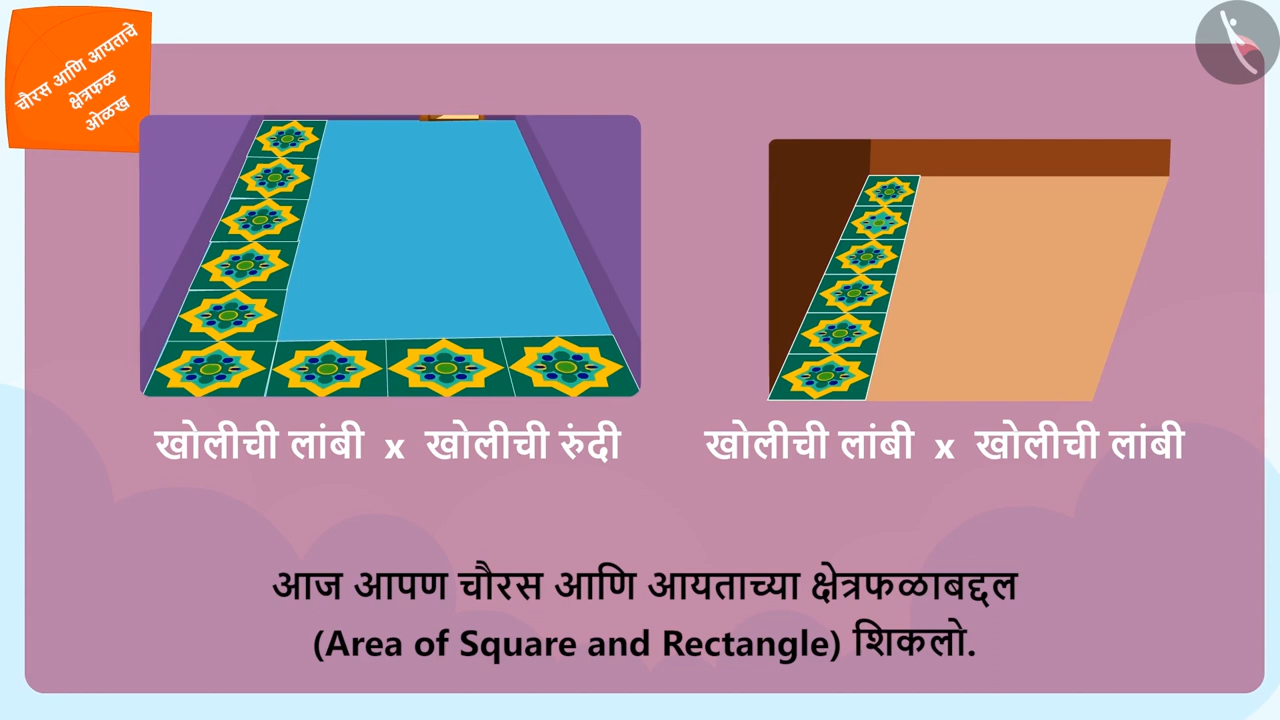 चौरस आणि आयताचे
क्षेत्रफळ
ओळख
खोलीची लांबी x खोलीची रुंदी
खोलीची लांबी x खोलीची लांबी
आज आपण चौरस आणि आयताच्या क्षेत्रफळाबद्दल
(Area of Square and Rectangle) शिकलो.